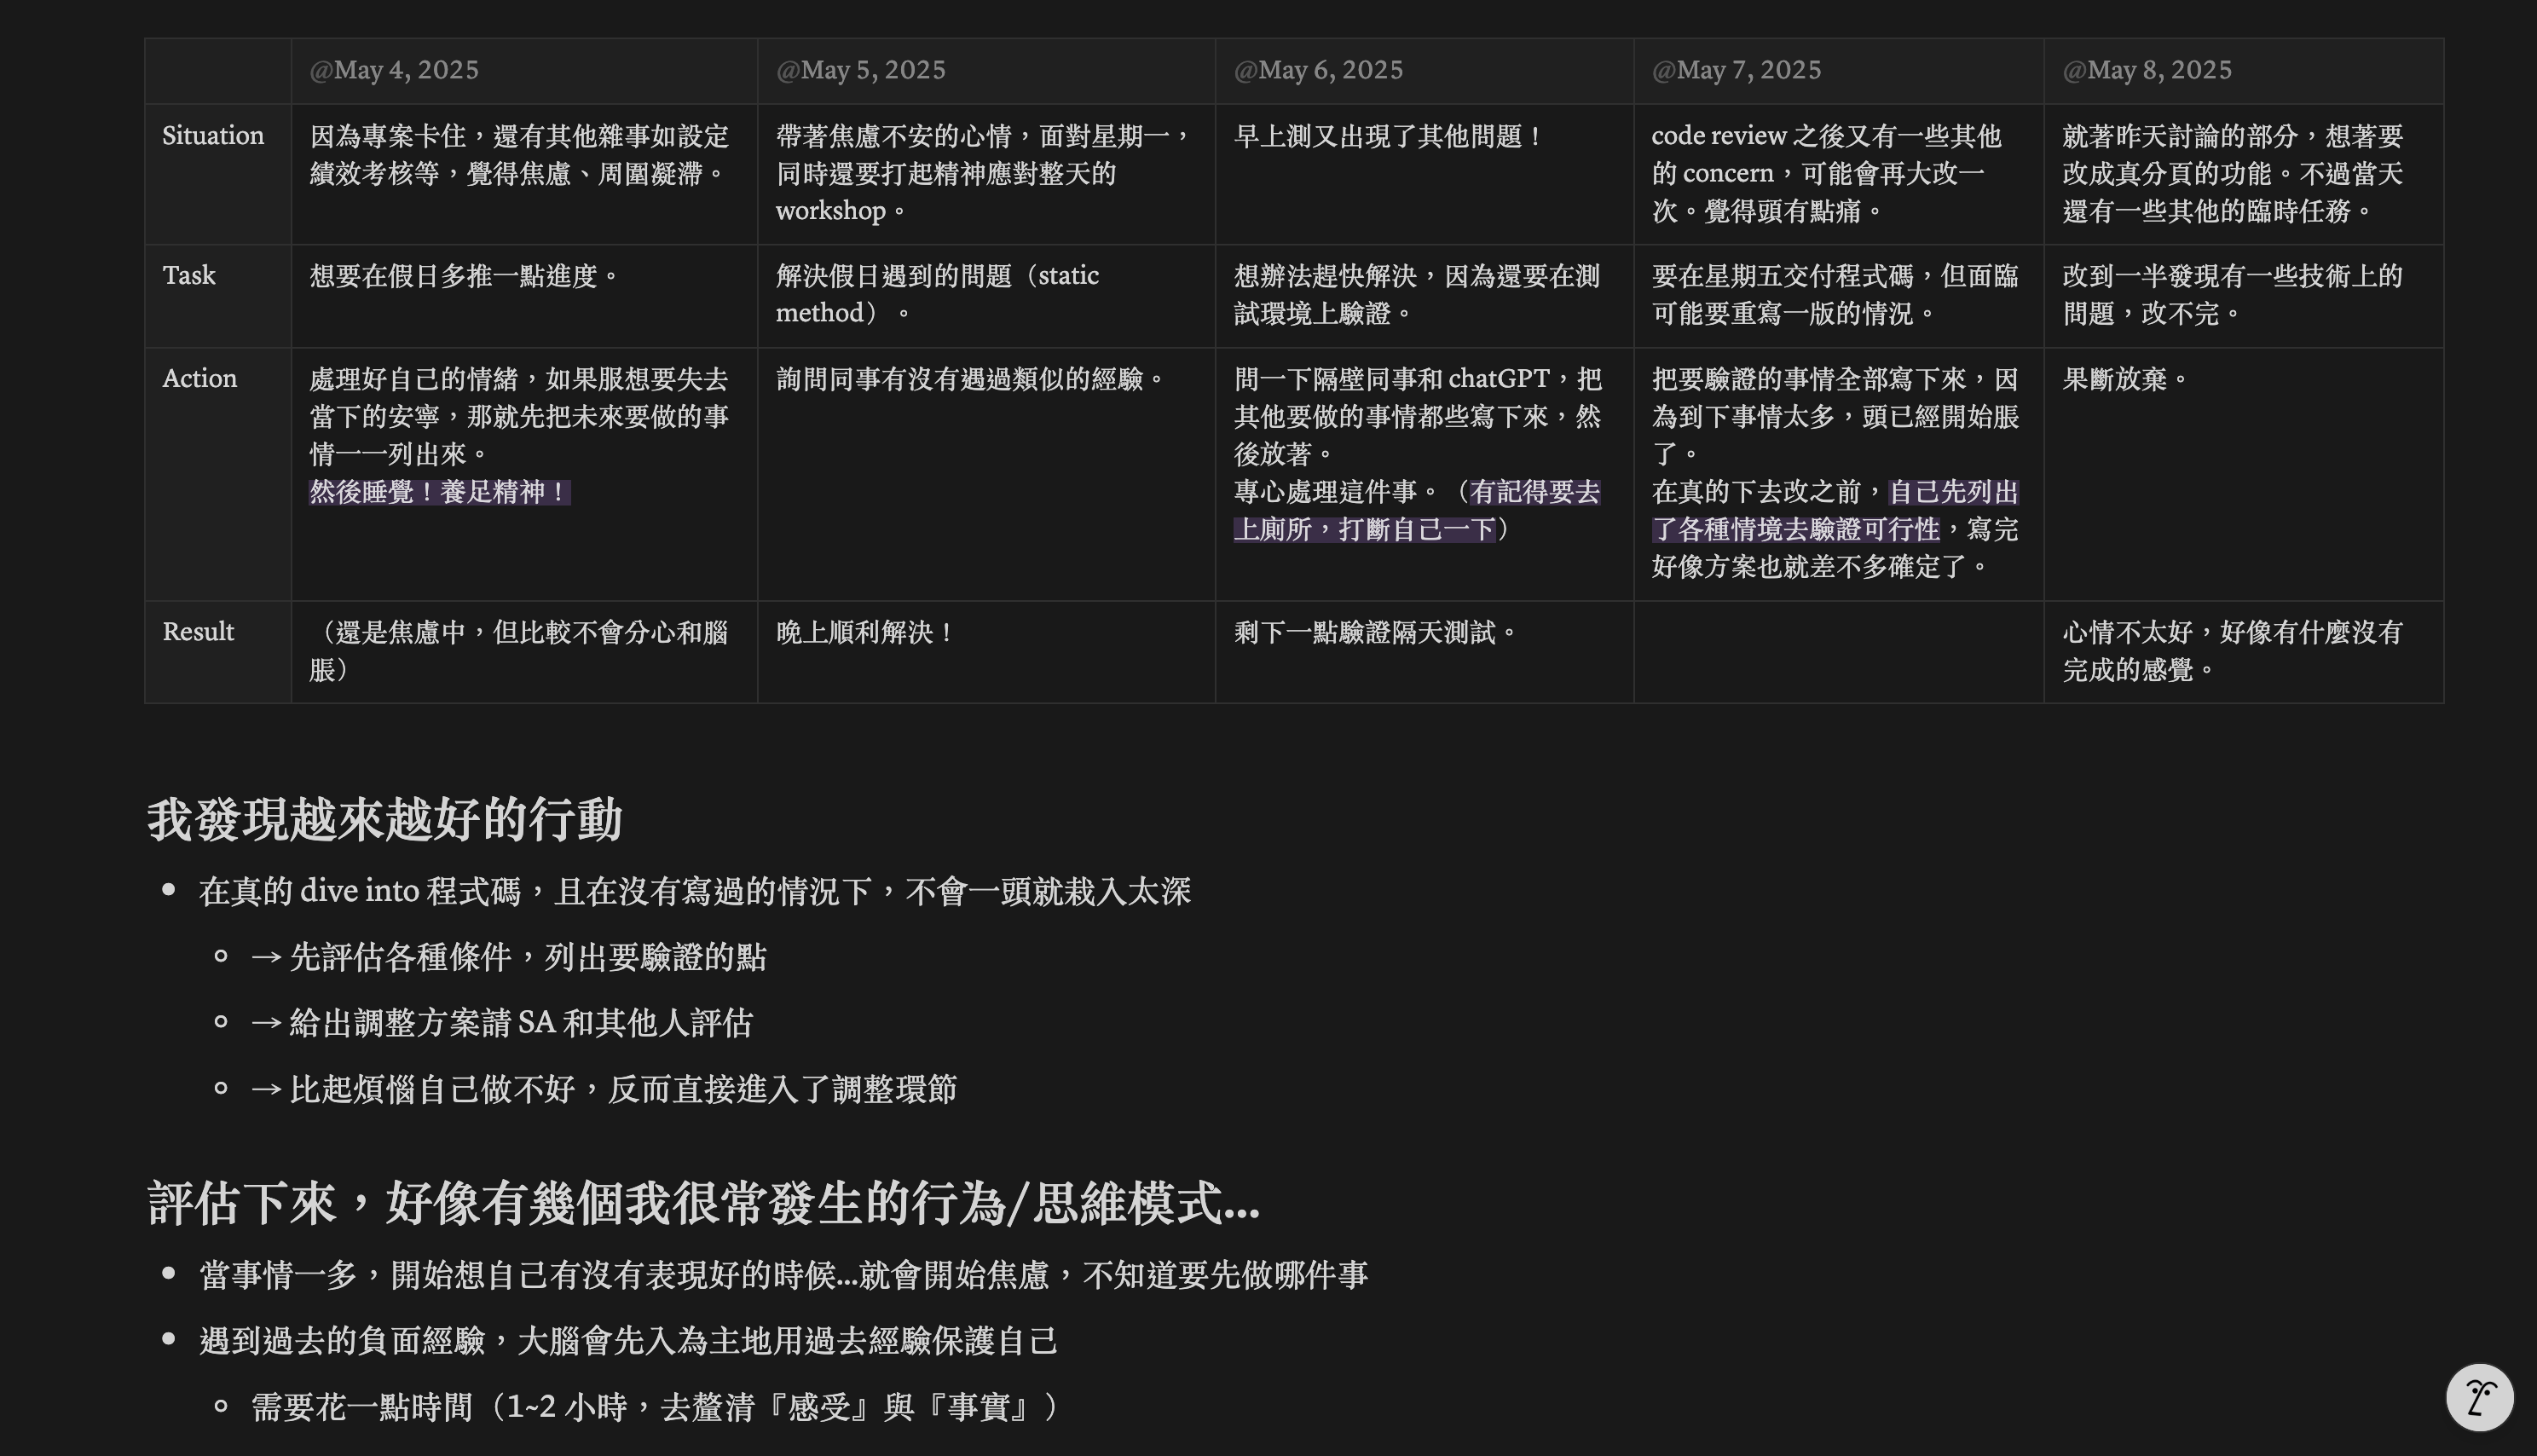 @May 4, 2025
@May 5, 2025
@May 6, 2025
@May 7, 2025
@May 8, 2025
Situation
因為專案卡住，還有其他雜事如設定
績效考核等，覺得焦慮、周圍凝滯。
帶著焦慮不安的心情，面對星期一，
同時還要打起精神應對整天的
workshop。
早上測又出現了其他問題！
code review 之後又有一些其他
的 concern，可能會再大改一
次。覺得頭有點痛。
就著昨天討論的部分，想著要
改成真分頁的功能。不過當天
還有一些其他的臨時任務。
Task
想要在假日多推一點進度。
解決假日遇到的問題（static
method）。
想辦法趕快解決，因為還要在測
試環境上驗證。
要在星期五交付程式碼，但面臨
可能要重寫一版的情況。
改到一半發現有一些技術上的
問題，改不完。
Action
處理好自己的情緒，如果服想要失去
當下的安寧，那就先把未來要做的事
情一一列出來。
然後睡覺！養足精神！
詢問同事有沒有遇過類似的經驗。
問一下隔壁同事和 chatGPT，把
其他要做的事情都些寫下來，然
後放著。
專心處理這件事。（有記得要去
上廁所，打斷自己一下）
把要驗證的事情全部寫下來，因
為到下事情太多，頭已經開始脹
了。
在真的下去改之前，自己先列出
了各種情境去驗證可行性，寫完
好像方案也就差不多確定了。
果斷放棄。
Result
（還是焦慮中，但比較不會分心和腦
脹）
晚上順利解決！
剩下一點驗證隔天測試。
心情不太好，好像有什麼沒有
完成的感覺。
我發現越來越好的行動
• 在真的 dive into 程式碼，且在沒有寫過的情況下，不會一頭就栽入太深
→ 先評估各種條件，列出要驗證的點
→ 給出調整方案請 SA 和其他人評估
→ 比起煩惱自己做不好，反而直接進入了調整環節
評估下來，好像有幾個我很常發生的行為/思維模式...
• 當事情一多，開始想自己有沒有表現好的時候...就會開始焦慮，不知道要先做哪件事
• 遇到過去的負面經驗，大腦會先入為主地用過去經驗保護自己
需要花一點時間（1~2 小時，去釐清『感受』與『事實』）